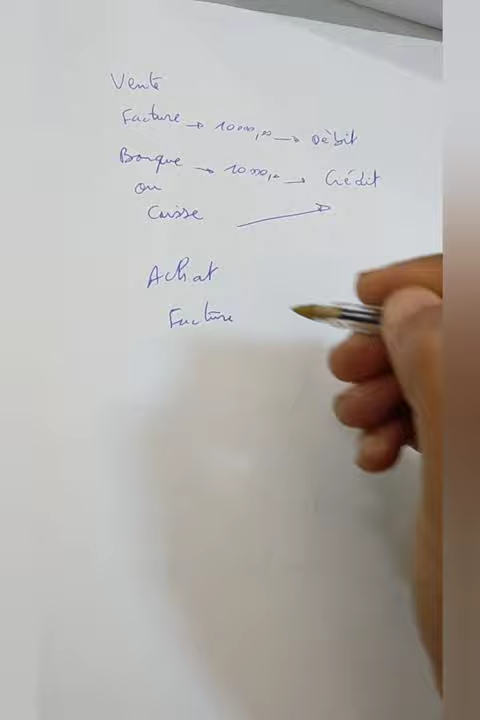 Vente
Facture → 10000,00 → Débit
Banque → 10000,00 → Crédit
ou
Caisse →
Achat
Facture